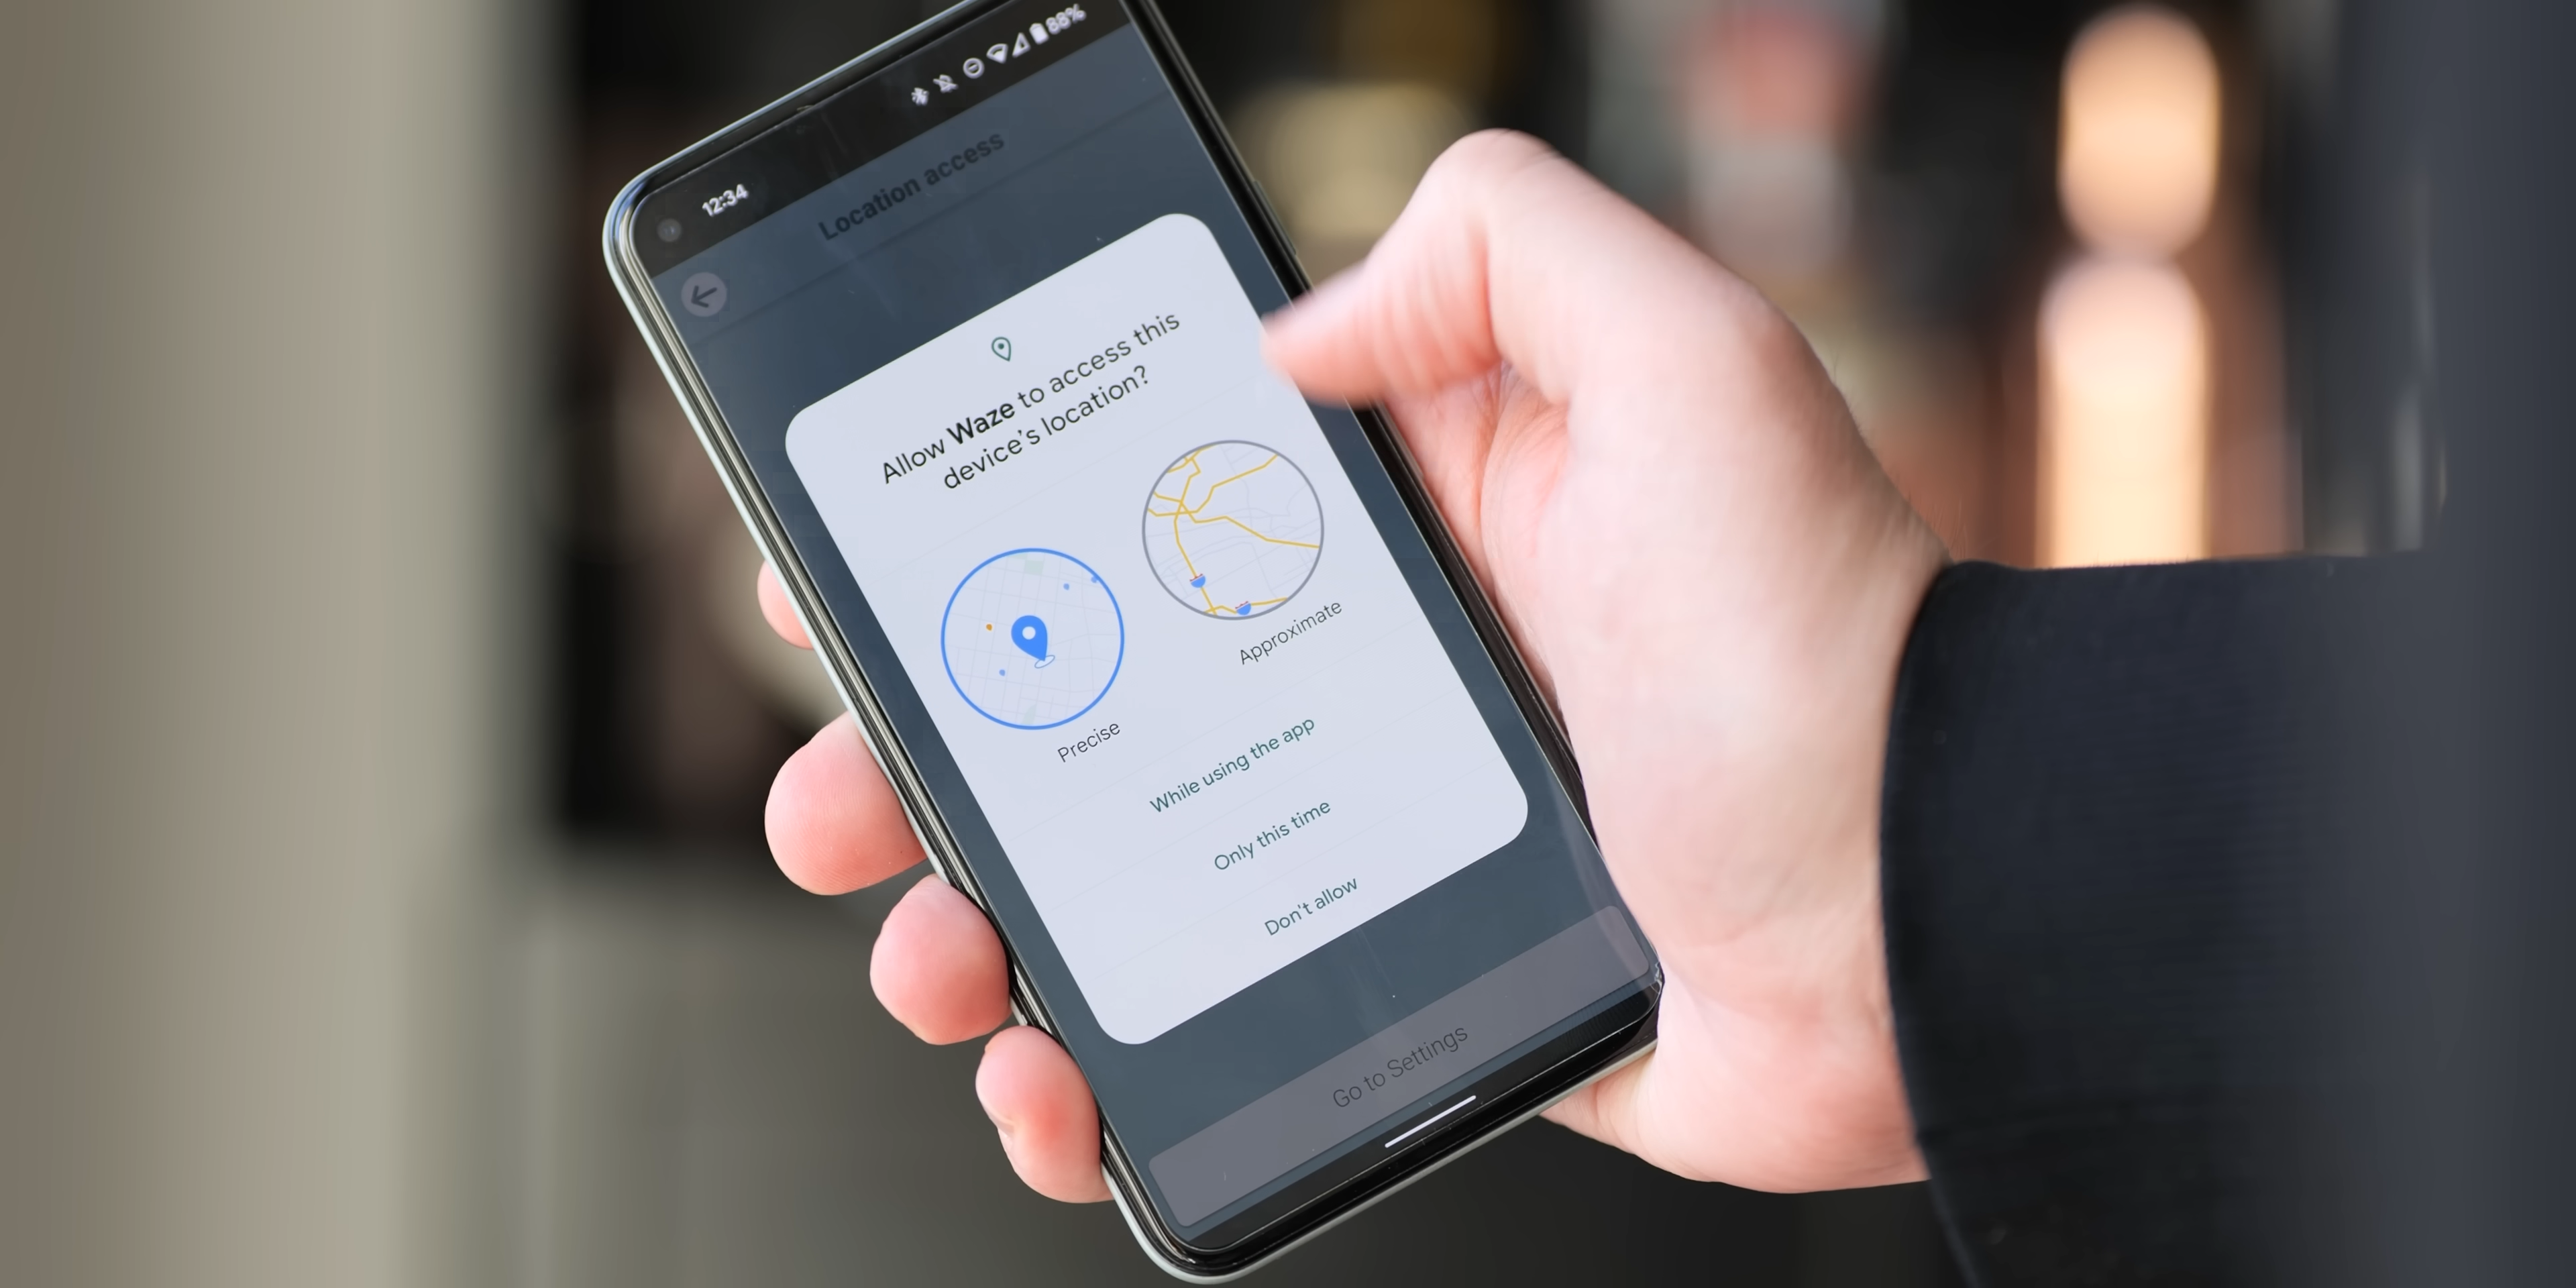 12:34
88%
Location access
Allow Waze to access this
device's location?
Precise
Approximate
While using the app
Only this time
Don't allow
Go to Settings